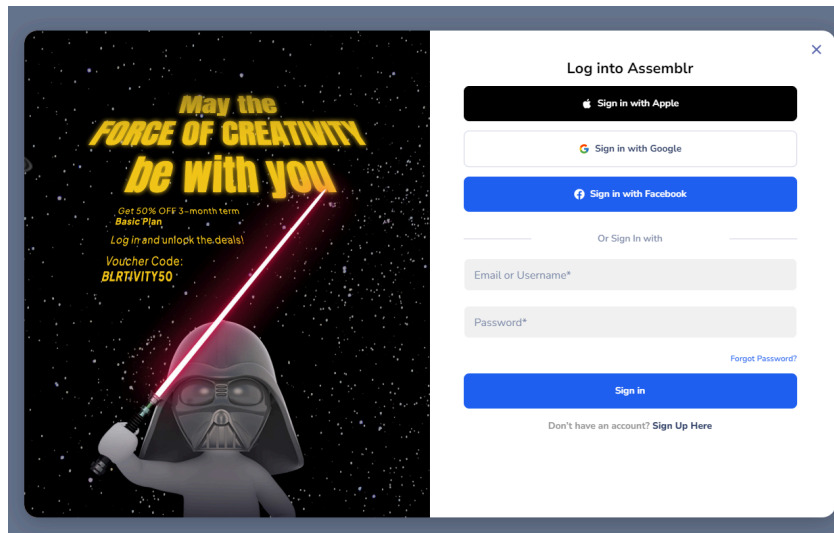 May the
FORCE OF CREATIVITY
be with you
Get 50% OFF 3-month term
Basic Plan
Log in and unlock the deals!
Voucher Code:
BLRTIVITY50
Log into Assemblr
Sign in with Apple
Sign in with Google
Sign in with Facebook
Or Sign In with
Email or Username*
Password*
Forgot Password?
Sign in
Don't have an account? Sign Up Here